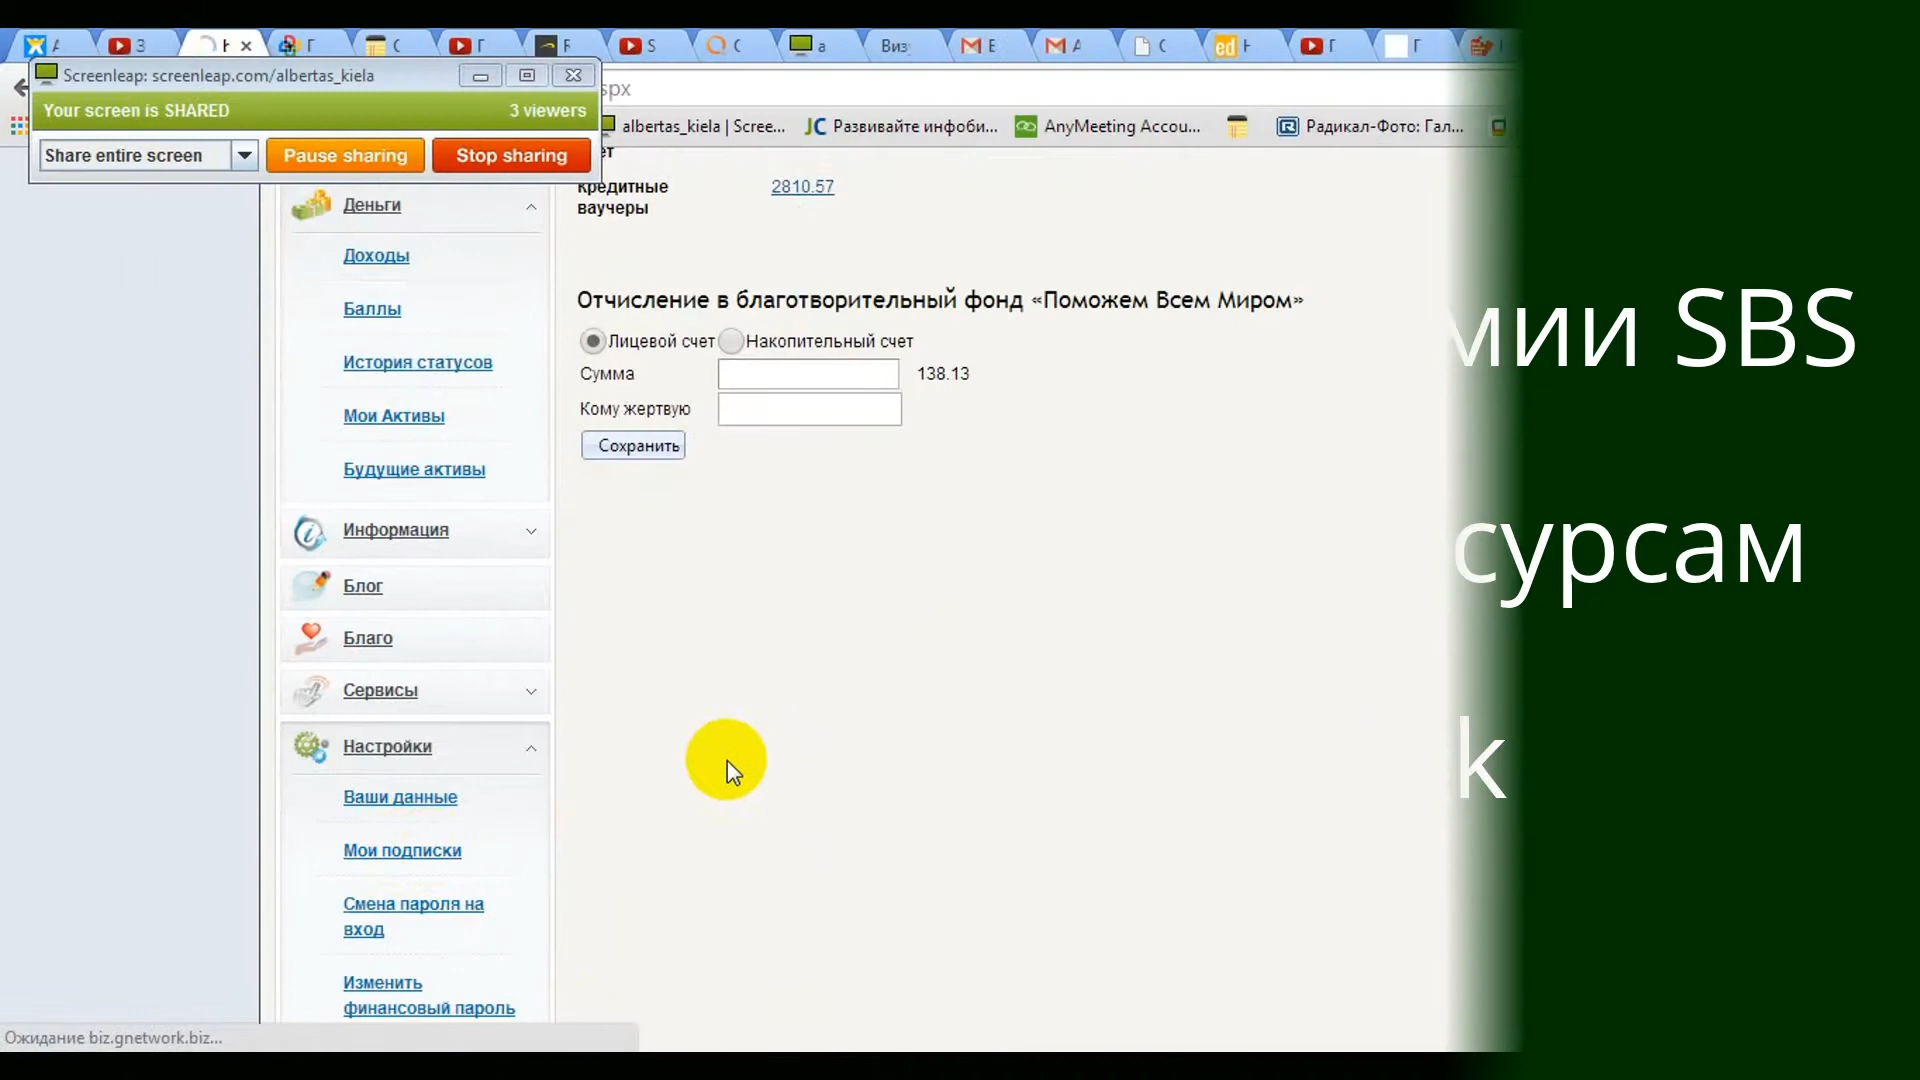 Screenleap: screenleap.com/albertas_kiela
Your screen is SHARED 3 viewers
Share entire screen Pause sharing Stop sharing
spx
albertas_kiela | Scree... Развивайте инфоби... AnyMeeting Accou... Радикал-Фото: Гал...
кредитные ваучеры 2810.57
Деньги
Доходы
Баллы
История статусов
Мои Активы
Будущие активы
Информация
Блог
Благо
Сервисы
Настройки
Ваши данные
Мои подписки
Смена пароля на
вход
Изменить
финансовый пароль
Отчисление в благотворительный фонд «Поможем Всем Миром»
Лицевой счет Накопительный счет
Сумма 138.13
Кому жертвую
Сохранить
мии SBS
сурсам
k
Ожидание biz.gnetwork.biz...